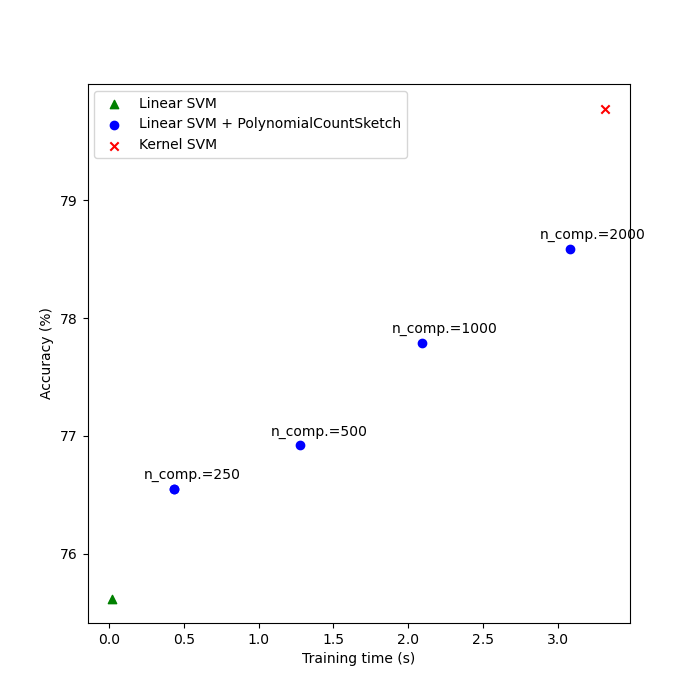 Linear SVM
Linear SVM + PolynomialCountSketch
Kernel SVM
79
78
77
76
Accuracy (%)
n_comp.=2000
n_comp.=1000
n_comp.=500
n_comp.=250
0.0 0.5 1.0 1.5 2.0 2.5 3.0
Training time (s)